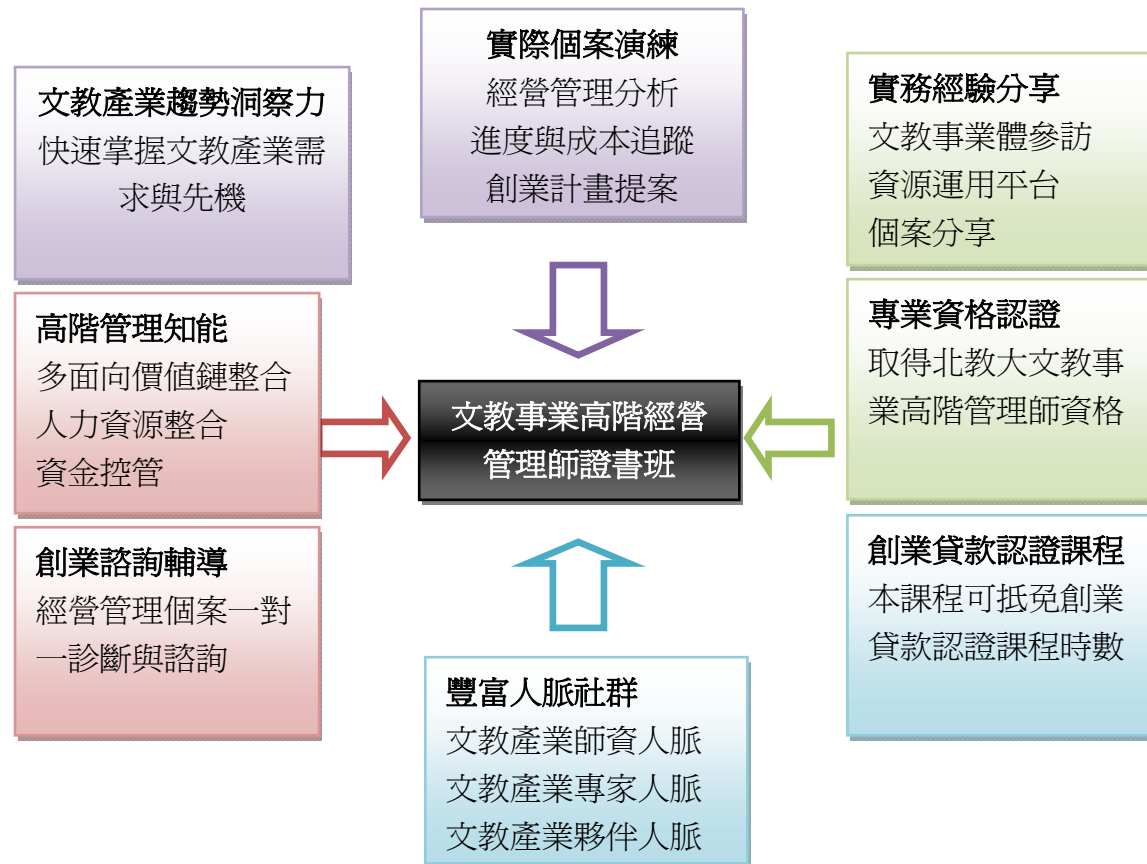 文教產業趨勢洞察力
快速掌握文教產業需
求與先機
實際個案演練
經營管理分析
進度與成本追蹤
創業計畫提案
實務經驗分享
文教事業體參訪
資源運用平台
個案分享
高階管理知能
多面向價值鏈整合
人力資源整合
資金控管
文教事業高階經營
管理師證書班
專業資格認證
取得北教大文教事
業高階管理師資格
創業諮詢輔導
經營管理個案一對
一診斷與諮詢
豐富人脈社群
文教產業師資人脈
文教產業專家人脈
文教產業夥伴人脈
創業貸款認證課程
本課程可抵免創業
貸款認證課程時數